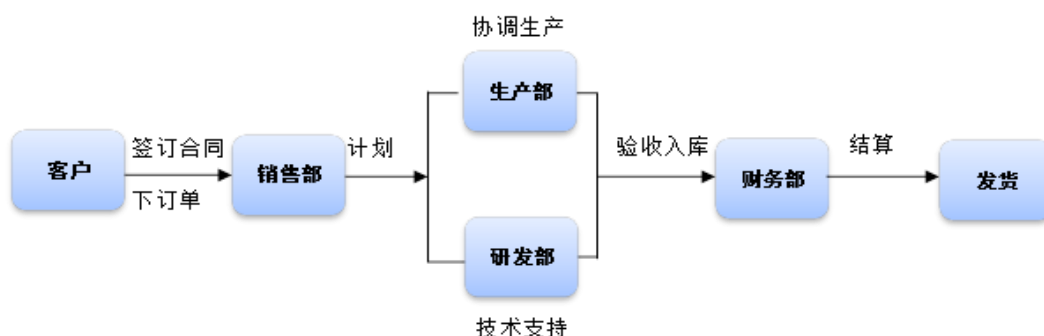 协调生产
生产部
签订合同
计划
验收入库
结算
客户
销售部
财务部
发货
下订单
研发部
技术支持